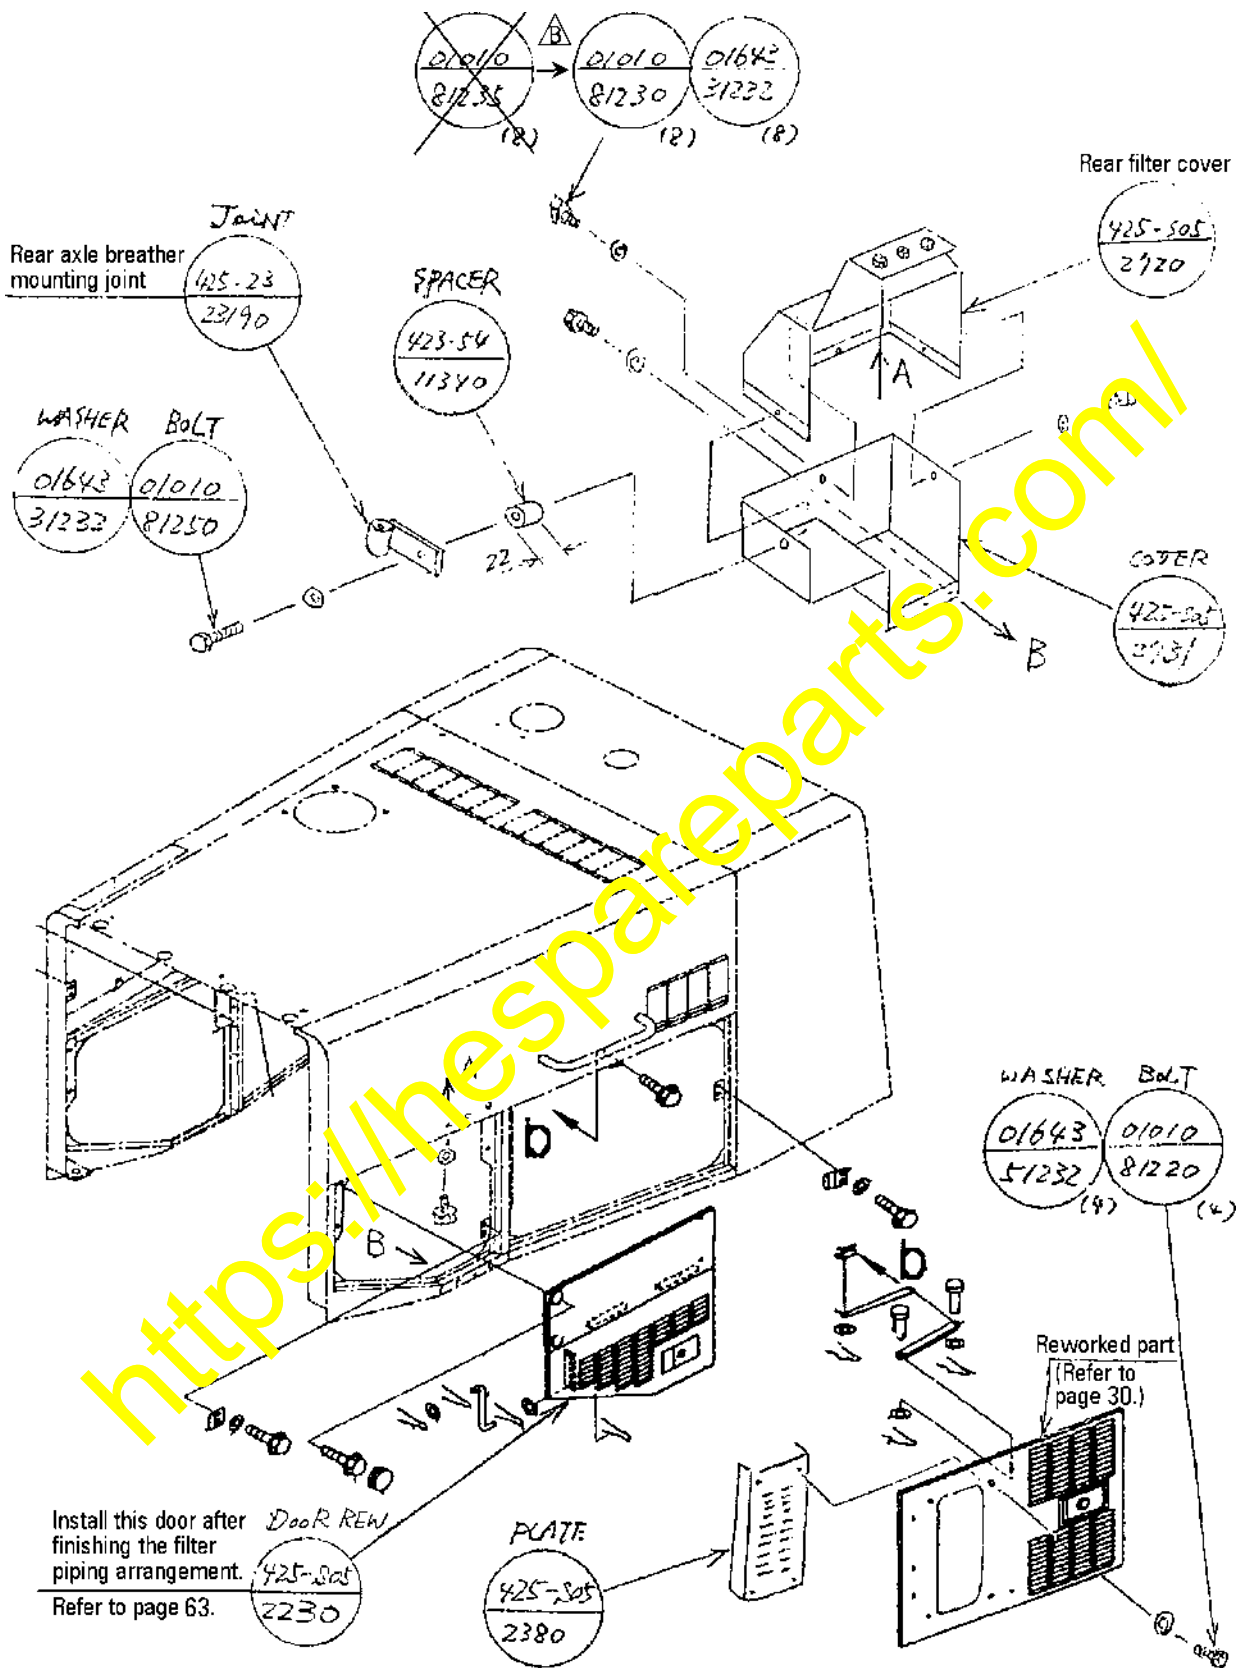 01010
81235
(8)
B
01010
81230
(8)
01643
31232
(8)
Rear filter cover
425-S05
2720
JOINT
Rear axle breather
mounting joint
425-23
23190
SPACER
423-54
11340
A
WASHER BOLT
01643
31232
01010
81250
22
COVER
425-S05
2731
B
https://hespareparts.com/
A
b
B
WASHER BOLT
01643
51232
(4)
01010
81220
(4)
b
Reworked part
(Refer to
page 30.)
Install this door after
finishing the filter
piping arrangement.
Refer to page 63.
DOOR REW
425-S05
2230
PLATE
425-S05
2380